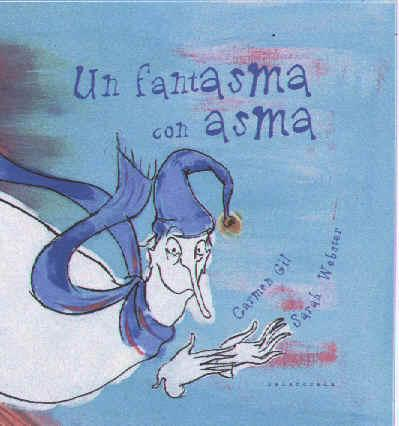 Un fantasma
con asma
Carmen Gil
Sarah Webster